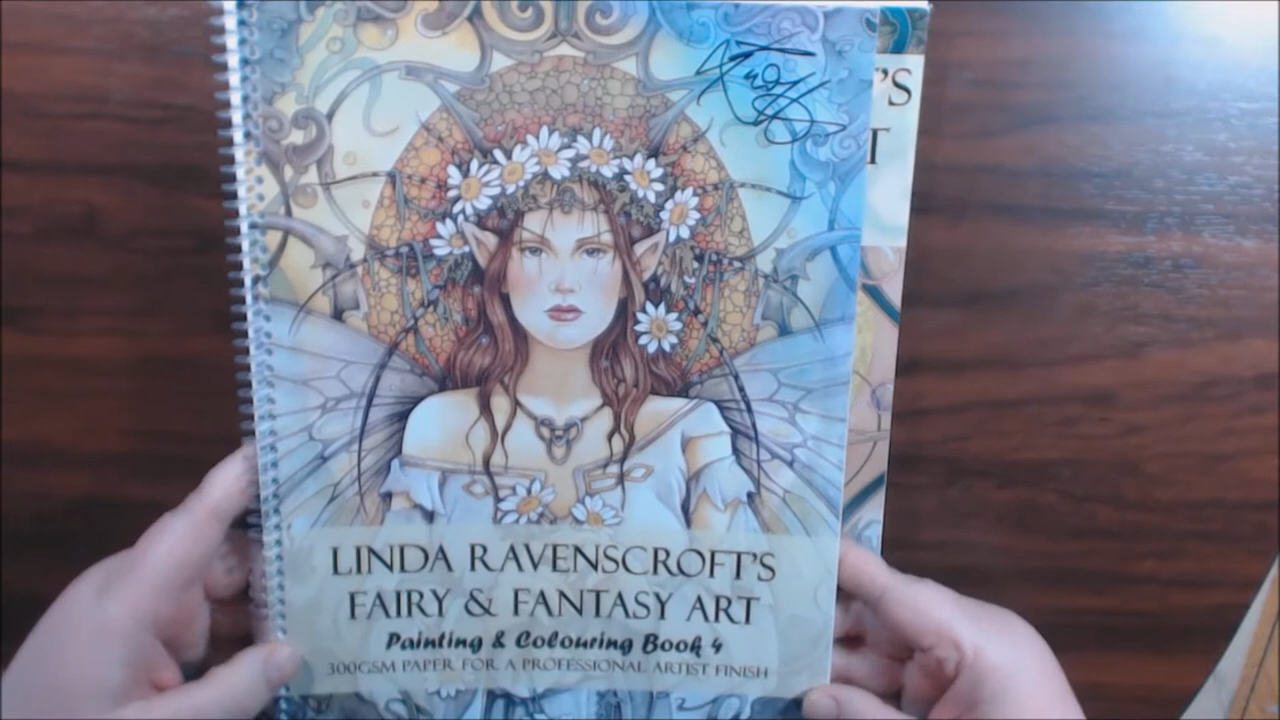 'S
T
LINDA RAVENSCROFT'S
FAIRY & FANTASY ART
Painting & Colouring Book 4
300GSM PAPER FOR A PROFESSIONAL ARTIST FINISH